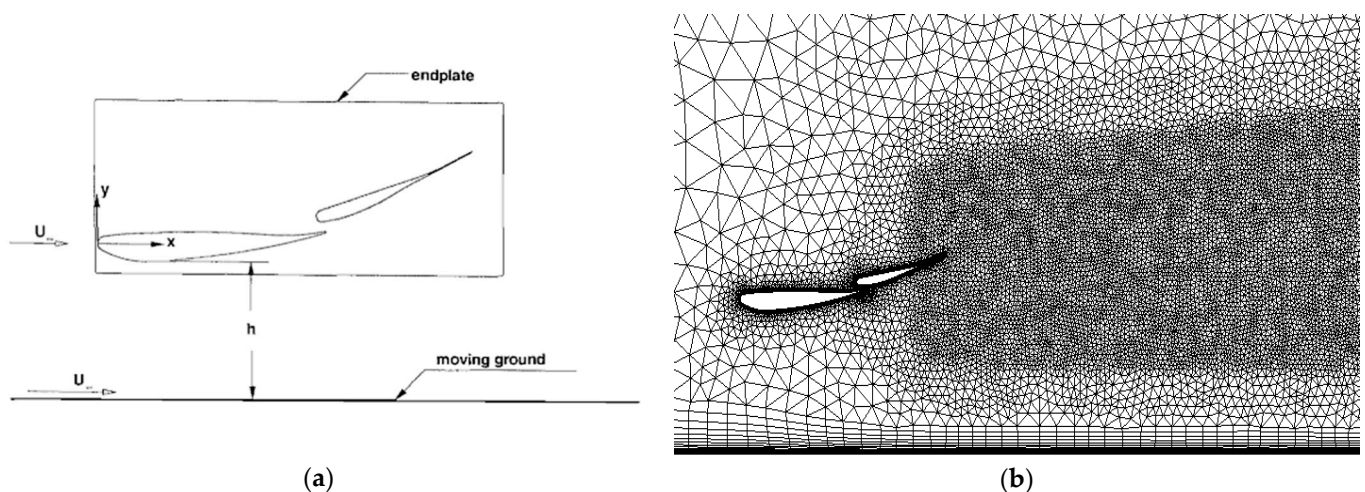 endplate
y
U∞
x
h
moving ground
U∞
(a)
(b)